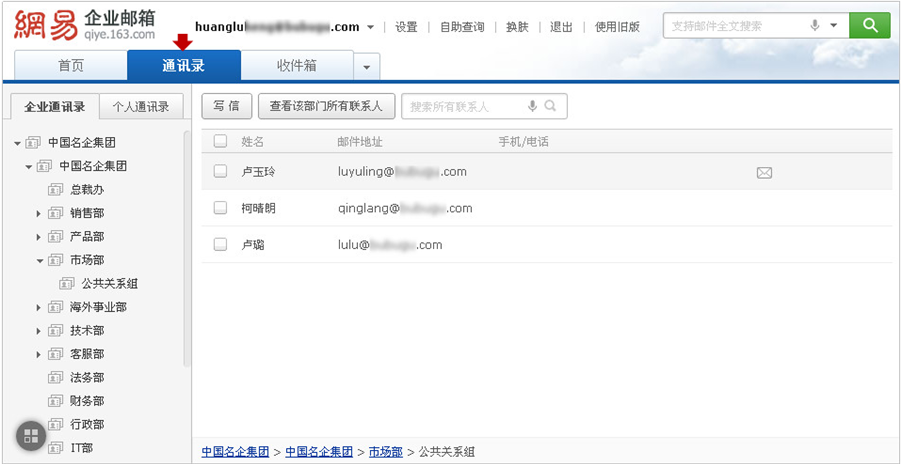 網易 企业邮箱
qiye.163.com
huanglu .com 设置 自助查询 换肤 退出 使用旧版 支持邮件全文搜索
首页 通讯录 收件箱
企业通讯录 个人通讯录 写 信 查看该部门所有联系人 搜索所有联系人
姓名 邮件地址 手机/电话
卢玉玲 luyuling@ .com
柯晴朗 qinglang@ .com
卢璐 lulu@ .com
中国名企集团
中国名企集团
总裁办
销售部
产品部
市场部
公共关系组
海外事业部
技术部
客服部
法务部
财务部
行政部
IT部
中国名企集团 > 中国名企集团 > 市场部 > 公共关系组